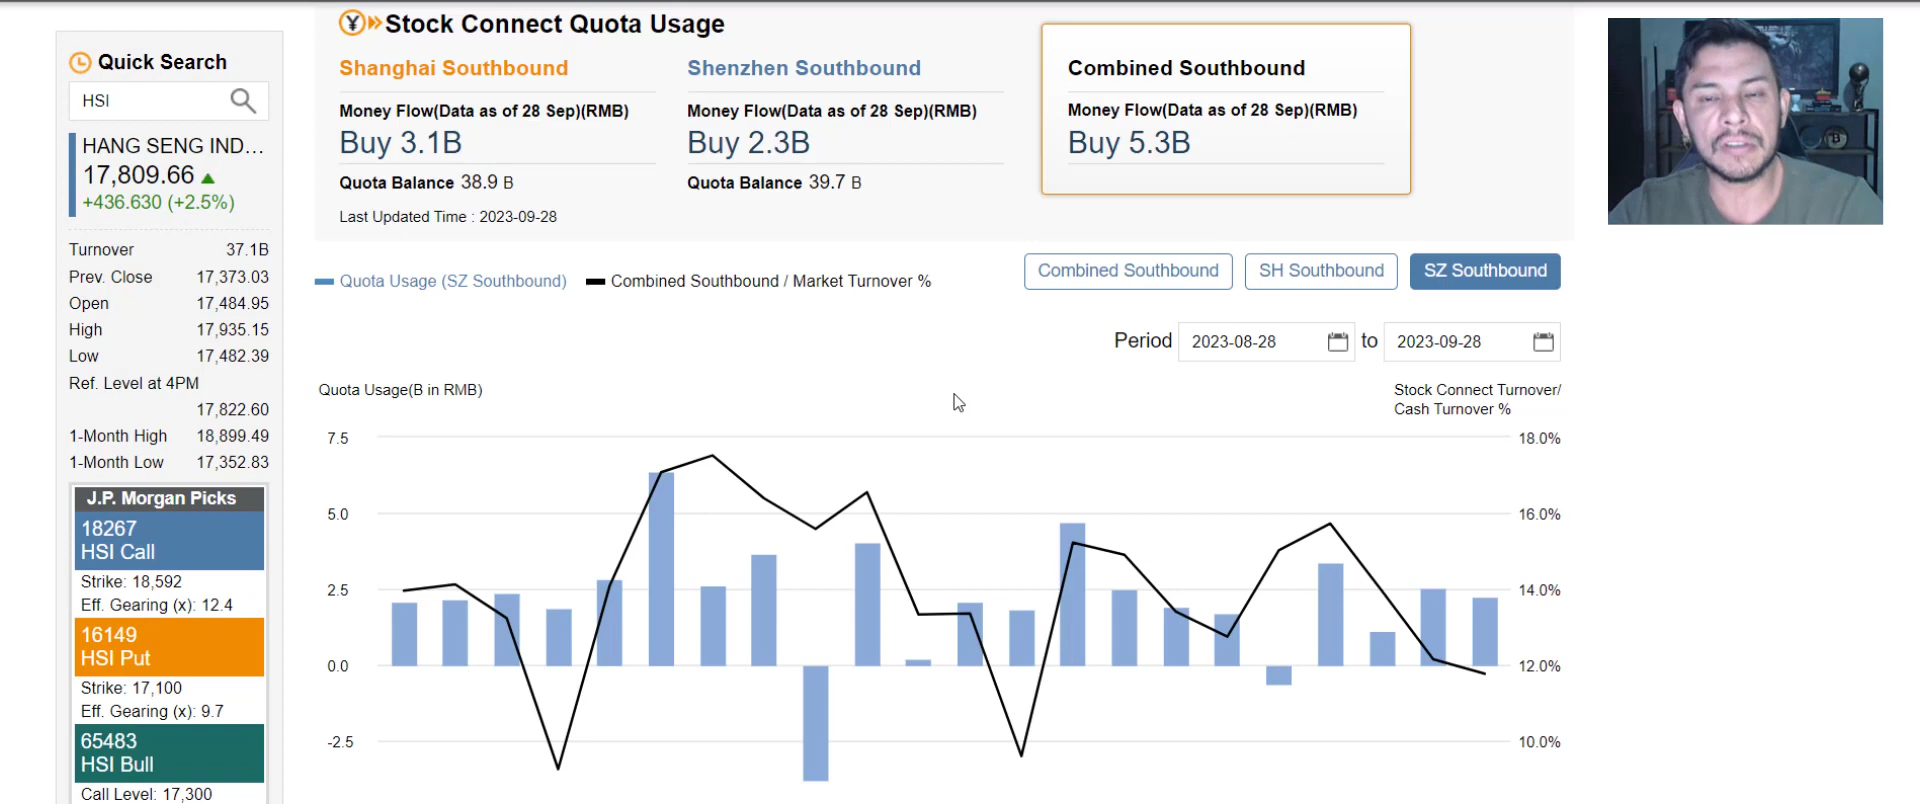 Quick Search
HSI
HANG SENG IND...
17,809.66
+436.630 (+2.5%)
Turnover 37.1B
Prev. Close 17,373.03
Open 17,484.95
High 17,935.15
Low 17,482.39
Ref. Level at 4PM
17,822.60
1-Month High 18,899.49
1-Month Low 17,352.83
J.P. Morgan Picks
18267
HSI Call
Strike: 18,592
Eff. Gearing (x): 12.4
16149
HSI Put
Strike: 17,100
Eff. Gearing (x): 9.7
65483
HSI Bull
Call Level: 17,300
¥ Stock Connect Quota Usage
Shanghai Southbound
Money Flow(Data as of 28 Sep)(RMB)
Buy 3.1B
Quota Balance 38.9 B
Last Updated Time : 2023-09-28
Shenzhen Southbound
Money Flow(Data as of 28 Sep)(RMB)
Buy 2.3B
Quota Balance 39.7 B
Combined Southbound
Money Flow(Data as of 28 Sep)(RMB)
Buy 5.3B
Quota Usage (SZ Southbound) Combined Southbound / Market Turnover %
Combined Southbound SH Southbound SZ Southbound
Period 2023-08-28 to 2023-09-28
Quota Usage(B in RMB)
Stock Connect Turnover/
Cash Turnover %
7.5 18.0%
5.0 16.0%
2.5 14.0%
0.0 12.0%
-2.5 10.0%